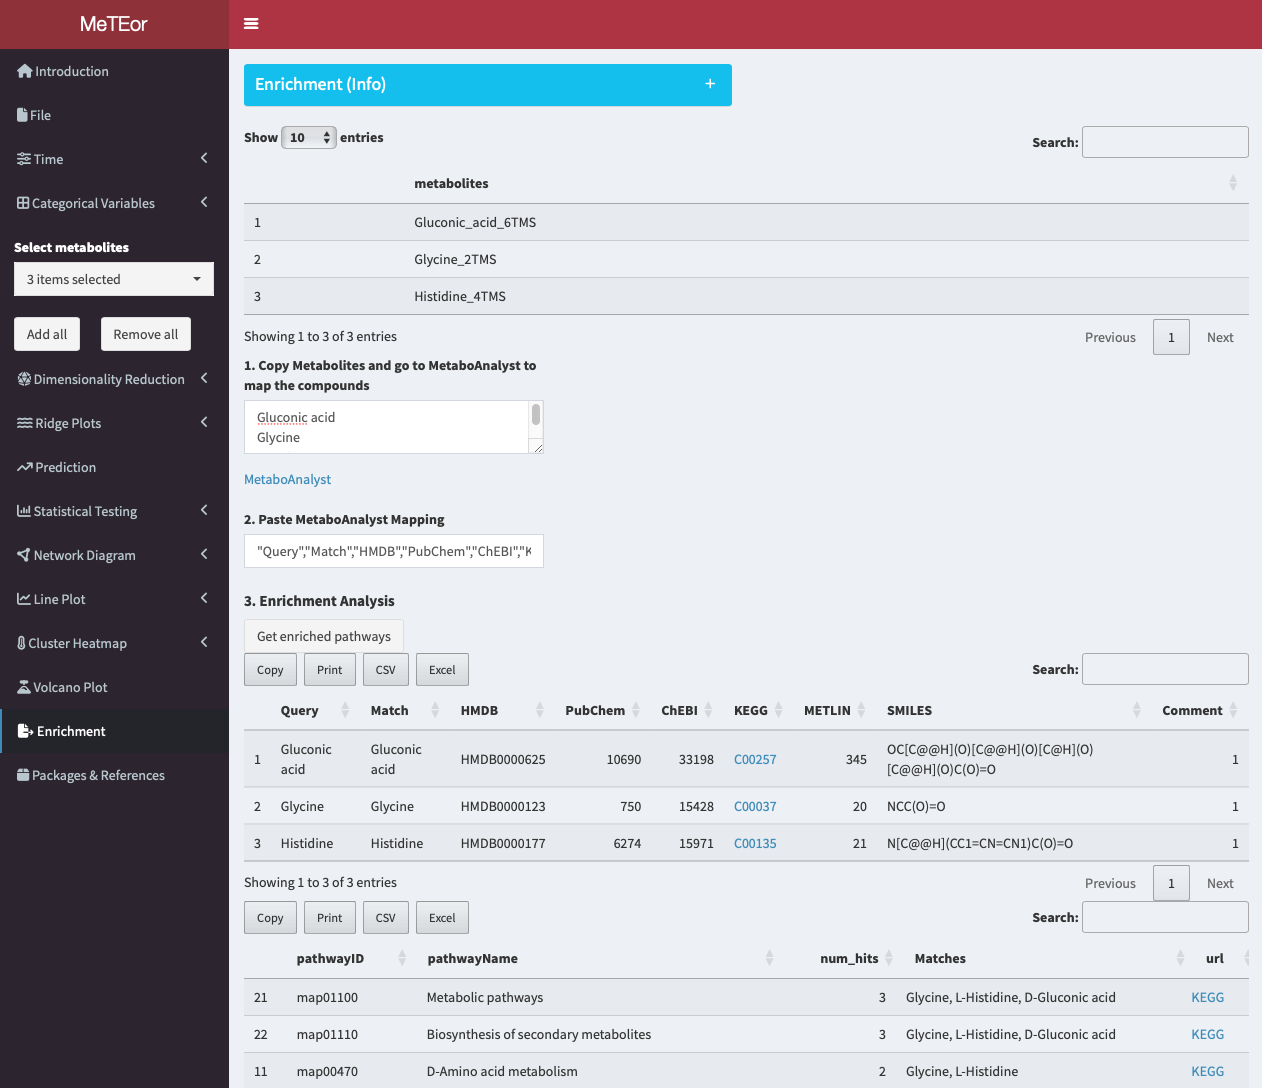 MeTEor
Introduction
File
Time
Categorical Variables
Select metabolites
3 items selected
Add all Remove all
Dimensionality Reduction
Ridge Plots
Prediction
Statistical Testing
Network Diagram
Line Plot
Cluster Heatmap
Volcano Plot
Enrichment
Packages & References
Enrichment (Info) +
Show 10 entries Search:
metabolites
1 Gluconic_acid_6TMS
2 Glycine_2TMS
3 Histidine_4TMS
Showing 1 to 3 of 3 entries Previous 1 Next
1. Copy Metabolites and go to MetaboAnalyst to
map the compounds
Gluconic acid
Glycine
MetaboAnalyst
2. Paste MetaboAnalyst Mapping
"Query","Match","HMDB","PubChem","ChEBI","K
3. Enrichment Analysis
Get enriched pathways
Copy Print CSV Excel Search:
Query Match HMDB PubChem ChEBI KEGG METLIN SMILES Comment
1 Gluconic acid Gluconic acid HMDB0000625 10690 33198 C00257 345 OC[C@@H](O)[C@@H](O)[C@H](O)
[C@@H](O)C(O)=O 1
2 Glycine Glycine HMDB0000123 750 15428 C00037 20 NCC(O)=O 1
3 Histidine Histidine HMDB0000177 6274 15971 C00135 21 N[C@@H](CC1=CN=CN1)C(O)=O 1
Showing 1 to 3 of 3 entries Previous 1 Next
Copy Print CSV Excel Search:
pathwayID pathwayName num_hits Matches url
21 map01100 Metabolic pathways 3 Glycine, L-Histidine, D-Gluconic acid KEGG
22 map01110 Biosynthesis of secondary metabolites 3 Glycine, L-Histidine, D-Gluconic acid KEGG
11 map00470 D-Amino acid metabolism 2 Glycine, L-Histidine KEGG